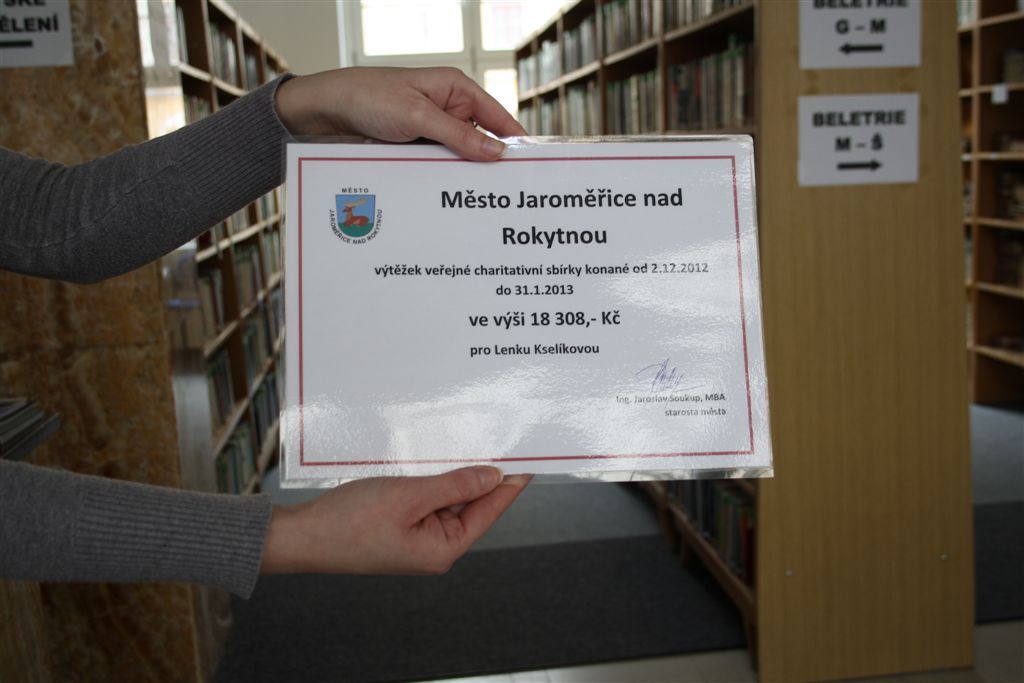 ĚLENÍ
BELETRIE
G – M
BELETRIE
M – Š
MĚSTO
JAROMĚŘICE NAD ROKYTNOU
Město Jaroměřice nad
Rokytnou
výtěžek veřejné charitativní sbírky konané od 2.12.2012
do 31.1.2013
ve výši 18 308,- Kč
pro Lenku Kselíkovou
Ing. Jaroslav Soukup, MBA
starosta města